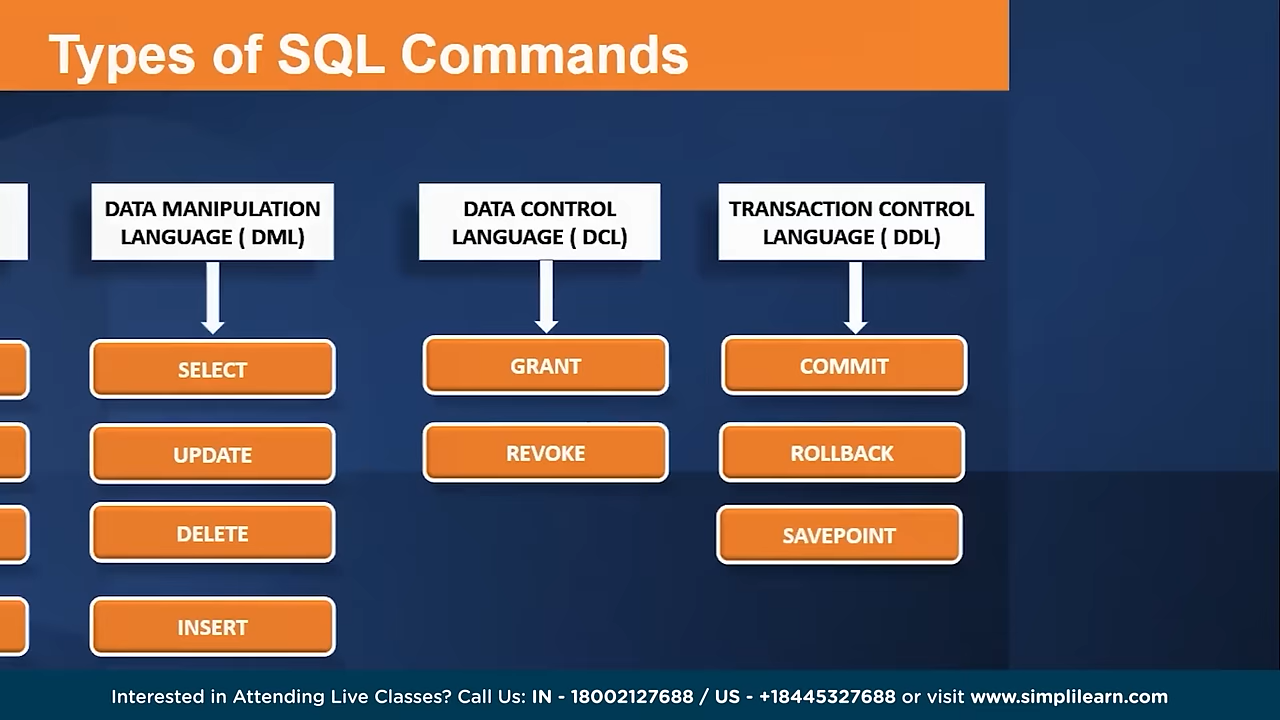 Types of SQL Commands
DATA MANIPULATION
LANGUAGE ( DML)
SELECT
UPDATE
DELETE
INSERT
DATA CONTROL
LANGUAGE ( DCL)
GRANT
REVOKE
TRANSACTION CONTROL
LANGUAGE ( DDL)
COMMIT
ROLLBACK
SAVEPOINT
Interested in Attending Live Classes? Call Us: IN - 18002127688 / US - +18445327688 or visit www.simplilearn.com